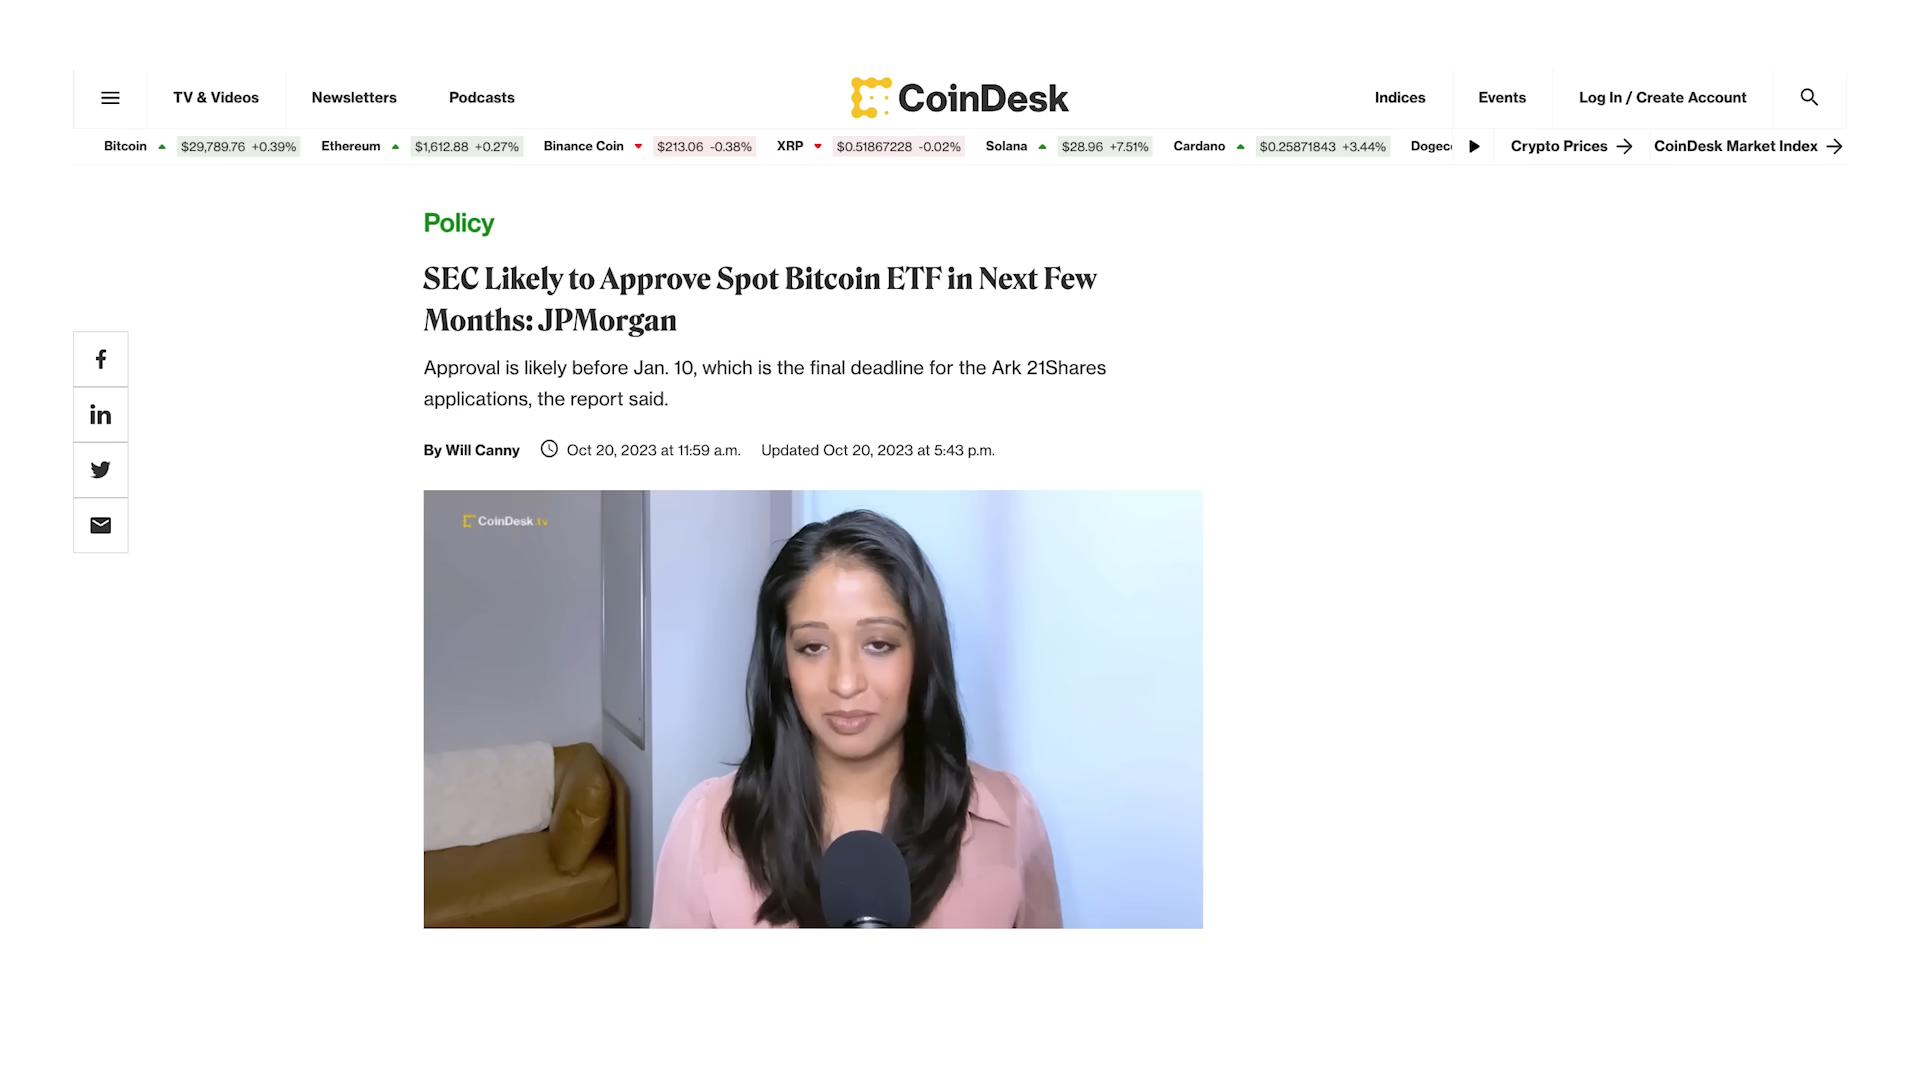 TV & Videos Newsletters Podcasts CoinDesk Indices Events Log In / Create Account
Bitcoin $29,789.76 +0.39% Ethereum $1,612.88 +0.27% Binance Coin $213.06 -0.38% XRP $0.51867228 -0.02% Solana $28.96 +7.51% Cardano $0.25871843 +3.44% Dogec Crypto Prices CoinDesk Market Index
Policy
SEC Likely to Approve Spot Bitcoin ETF in Next Few
Months: JPMorgan
Approval is likely before Jan. 10, which is the final deadline for the Ark 21Shares
applications, the report said.
By Will Canny Oct 20, 2023 at 11:59 a.m. Updated Oct 20, 2023 at 5:43 p.m.
CoinDesk.tv